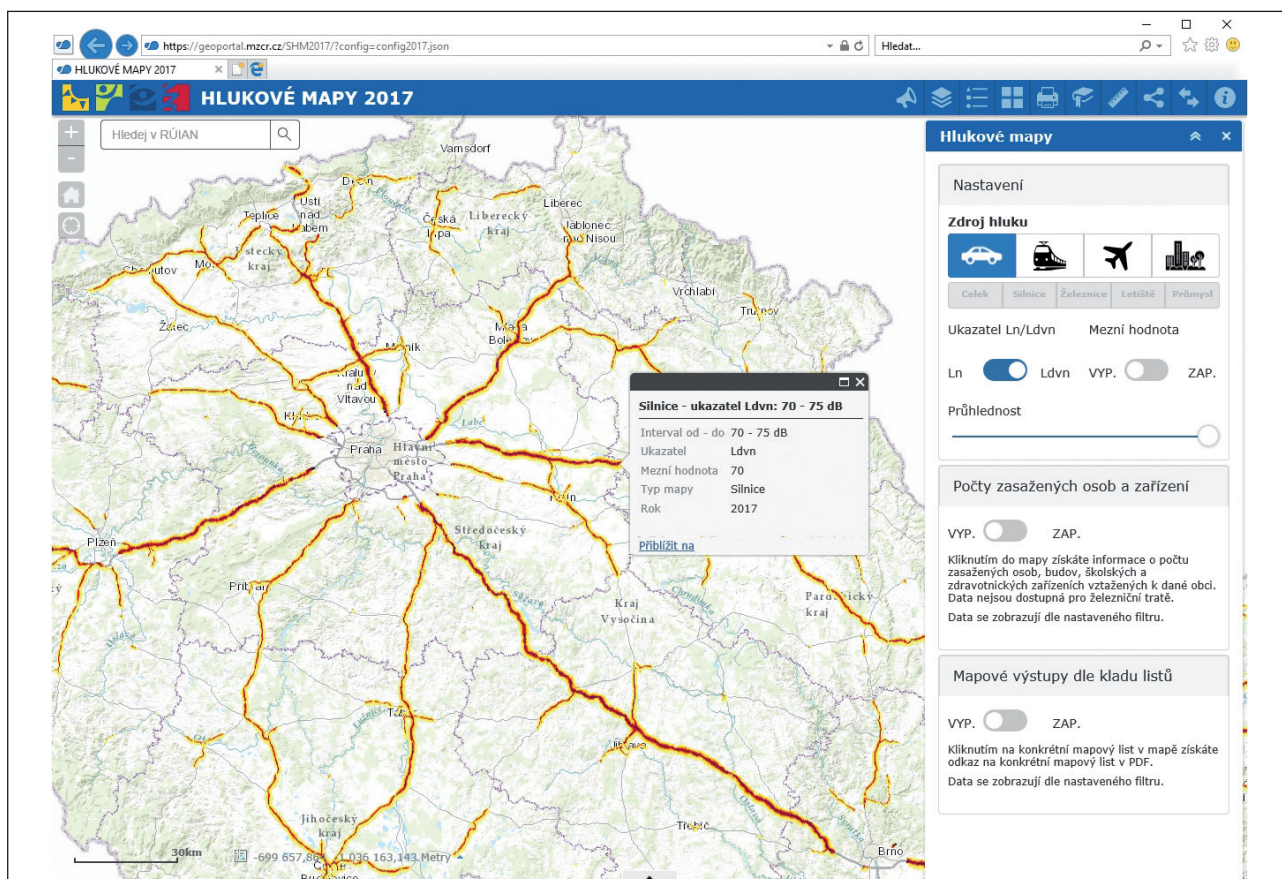 https://geoportal.mzcr.cz/SHM2017/?config=config2017.json
Hledat...
HLUKOVÉ MAPY 2017
HLUKOVÉ MAPY 2017
Hledej v RÚIAN
Varnsdorf
Děčín
Ústí
nad
Labem
Teplice
Ústecký
kraj
Česká
Lípa
Liberecký
kraj
Liberec
Jablonec
nad Nisou
Vrchlabí
Trutnov
Žatec
Mladá
Mělník
nad
Vltavou
Labe
Praha
Hlavní
město
Praha
Kolín
Středočeský
kraj
Plzeň
Sázava
Chrudimka
Kraj
Vysočina
Pardubický
kraj
Tábor
Jihlava
Jihočeský
kraj
Třebíč
Brno
30km
Silnice - ukazatel Ldvn: 70 - 75 dB
Interval od - do 70 - 75 dB
Ukazatel Ldvn
Mezní hodnota 70
Typ mapy Silnice
Rok 2017
Přiblížit na
Hlukové mapy
Nastavení
Zdroj hluku
Celek Silnice Železnice Letiště Průmysl
Ukazatel Ln/Ldvn Mezní hodnota
Ln Ldvn VYP. ZAP.
Průhlednost
Počty zasažených osob a zařízení
VYP. ZAP.
Kliknutím do mapy získáte informace o počtu
zasažených osob, budov, školských a
zdravotnických zařízeních vztažených k dané obci.
Data nejsou dostupná pro železniční tratě.
Data se zobrazují dle nastaveného filtru.
Mapové výstupy dle kladu listů
VYP. ZAP.
Kliknutím na konkrétní mapový list v mapě získáte
odkaz na konkrétní mapový list v PDF.
Data se zobrazují dle nastaveného filtru.